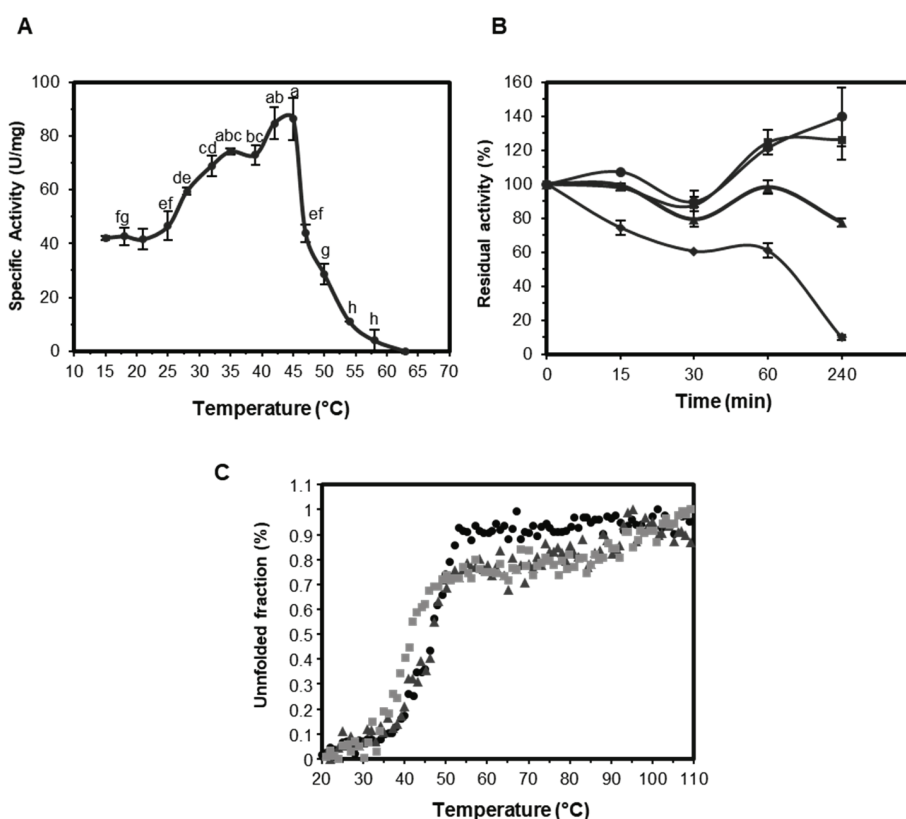 A
Specific Activity (U/mg)
100
80
60
40
20
0
fg
ef
de
cd
abc
bc
ab
a
ef
g
h
h
10 15 20 25 30 35 40 45 50 55 60 65 70
Temperature (°C)
B
Residual activity (%)
160
140
120
100
80
60
40
20
0
0 15 30 60 240
Time (min)
C
Unnfolded fraction (%)
1.1
1
0.9
0.8
0.7
0.6
0.5
0.4
0.3
0.2
0.1
0
20 30 40 50 60 70 80 90 100 110
Temperature (°C)